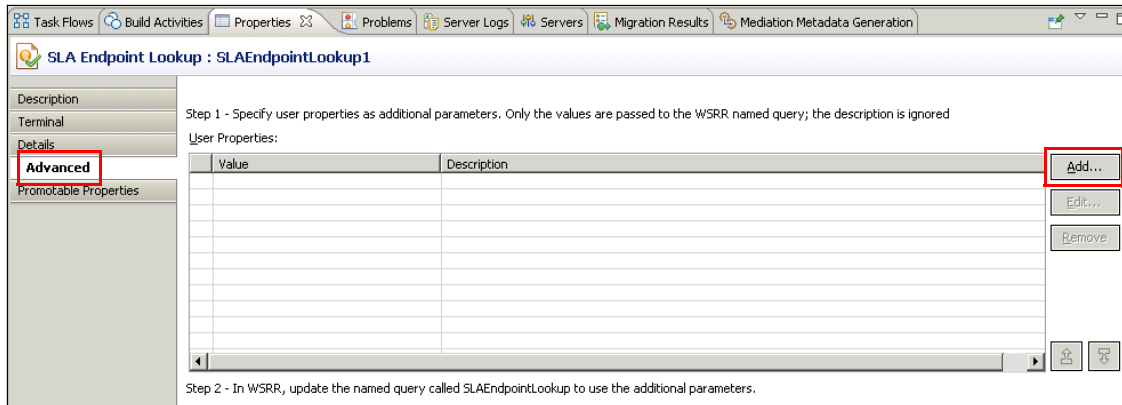 Task Flows Build Activities Properties Problems Server Logs Servers Migration Results Mediation Metadata Generation
SLA Endpoint Lookup : SLAEndpointLookup1
Description
Terminal
Details
Advanced
Promotable Properties
Step 1 - Specify user properties as additional parameters. Only the values are passed to the WSRR named query; the description is ignored
User Properties:
Value Description
Add...
Edit...
Remove
Step 2 - In WSRR, update the named query called SLAEndpointLookup to use the additional parameters.